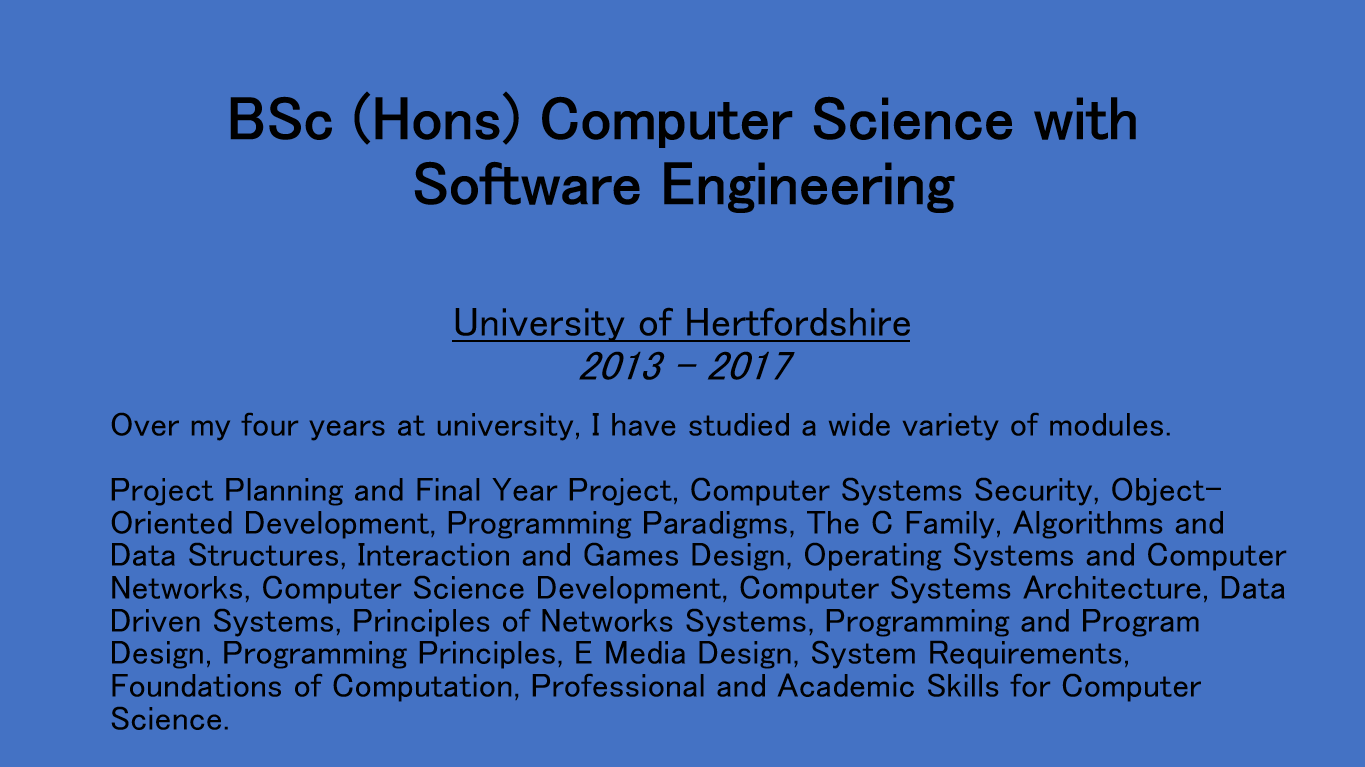 BSc (Hons) Computer Science with
Software Engineering
University of Hertfordshire
2013 – 2017
Over my four years at university, I have studied a wide variety of modules.
Project Planning and Final Year Project, Computer Systems Security, Object-
Oriented Development, Programming Paradigms, The C Family, Algorithms and
Data Structures, Interaction and Games Design, Operating Systems and Computer
Networks, Computer Science Development, Computer Systems Architecture, Data
Driven Systems, Principles of Networks Systems, Programming and Program
Design, Programming Principles, E Media Design, System Requirements,
Foundations of Computation, Professional and Academic Skills for Computer
Science.